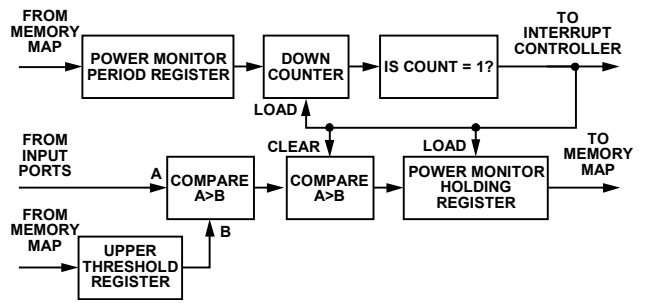 FROM
MEMORY
MAP
POWER MONITOR
PERIOD REGISTER
DOWN
COUNTER
IS COUNT = 1?
TO
INTERRUPT
CONTROLLER
LOAD
FROM
INPUT
PORTS
A
COMPARE
A>B
B
CLEAR
COMPARE
A>B
LOAD
POWER MONITOR
HOLDING
REGISTER
TO
MEMORY
MAP
FROM
MEMORY
MAP
UPPER
THRESHOLD
REGISTER